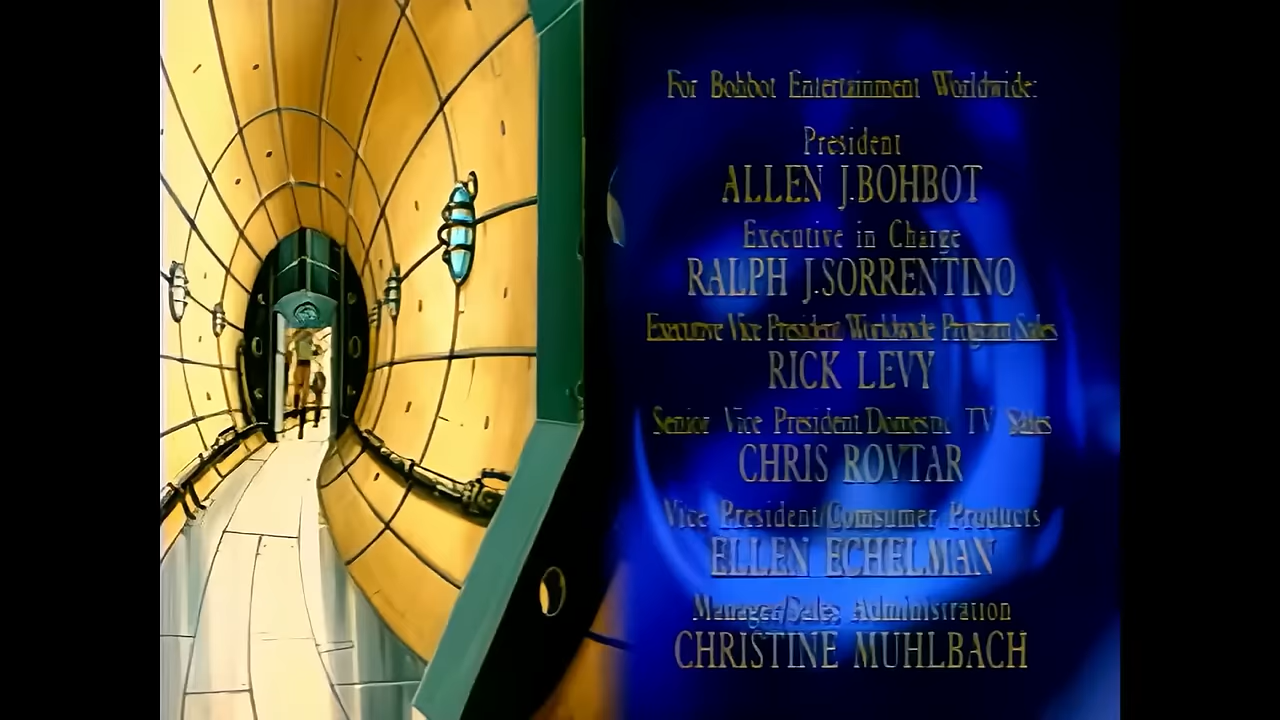 For Bohbot Entertainment Worldwide:
President
ALLEN J.BOHBOT
Executive in Charge
RALPH J.SORRENTINO
Executive Vice President Worldwide Program Sales
RICK LEVY
Senior Vice President/Domestic TV Sales
CHRIS ROVTAR
Vice President/Comsumer Products
ELLEN ECHELMAN
Manager/Sales Administration
CHRISTINE MUHLBACH